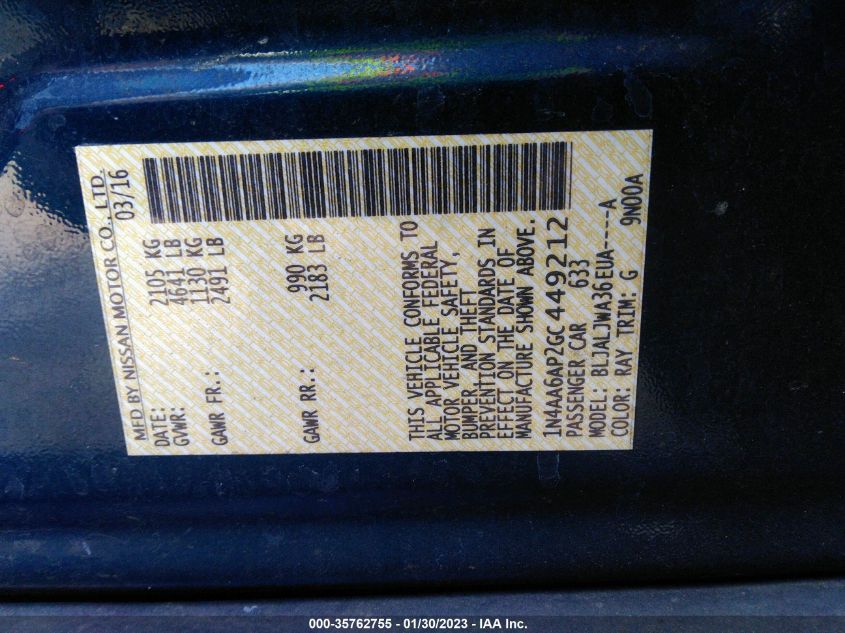 MFD BY NISSAN MOTOR CO., LTD.
DATE: 03/16
GVWR: 2105 KG
4641 LB
GAWR FR.: 1130 KG
2491 LB
GAWR RR.: 990 KG
2183 LB
THIS VEHICLE CONFORMS TO
ALL APPLICABLE FEDERAL
MOTOR VEHICLE SAFETY,
BUMPER, AND THEFT
PREVENTION STANDARDS IN
EFFECT ON THE DATE OF
MANUFACTURE SHOWN ABOVE.
1N4AA6AP2GC449212
PASSENGER CAR 633
MODEL: BLJALJWA36EUA----A
COLOR: RAY TRIM: G 9N00A
000-35762755 - 01/30/2023 - IAA Inc.